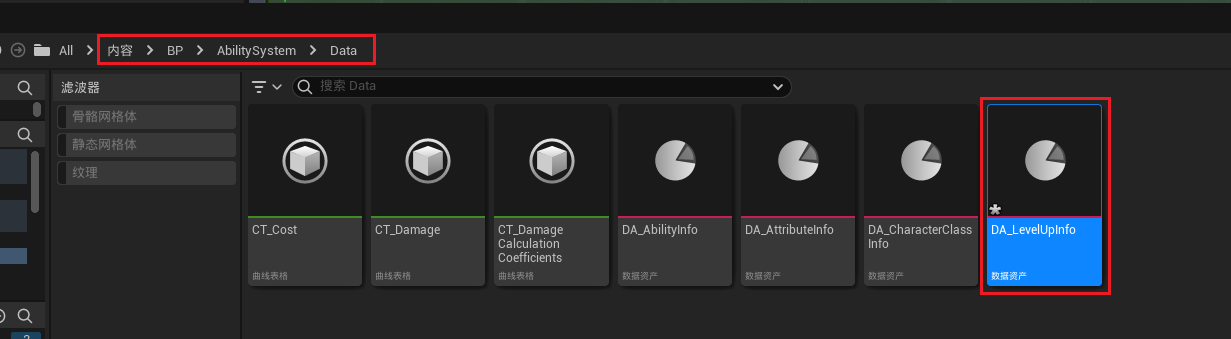 All 内容 BP AbilitySystem Data
滤波器
搜索 Data
骨骼网格体
静态网格体
纹理
CT_Cost
曲线表格
CT_Damage
曲线表格
CT_Damage
Calculation
Coefficients
曲线表格
DA_AbilityInfo
数据资产
DA_AttributeInfo
数据资产
DA_CharacterClass
Info
数据资产
DA_LevelUpInfo
数据资产